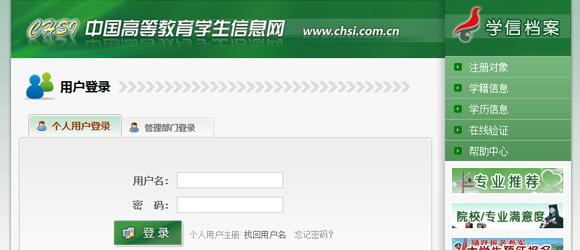 CHSI 中国高等教育学生信息网 www.chsi.com.cn
学信档案
注册对象
学籍信息
学历信息
在线验证
帮助中心
用户登录
个人用户登录 管理部门登录
用户名：
密 码：
登 录 个人用户注册 找回用户名 忘记密码？
专业推荐
院校/专业满意度